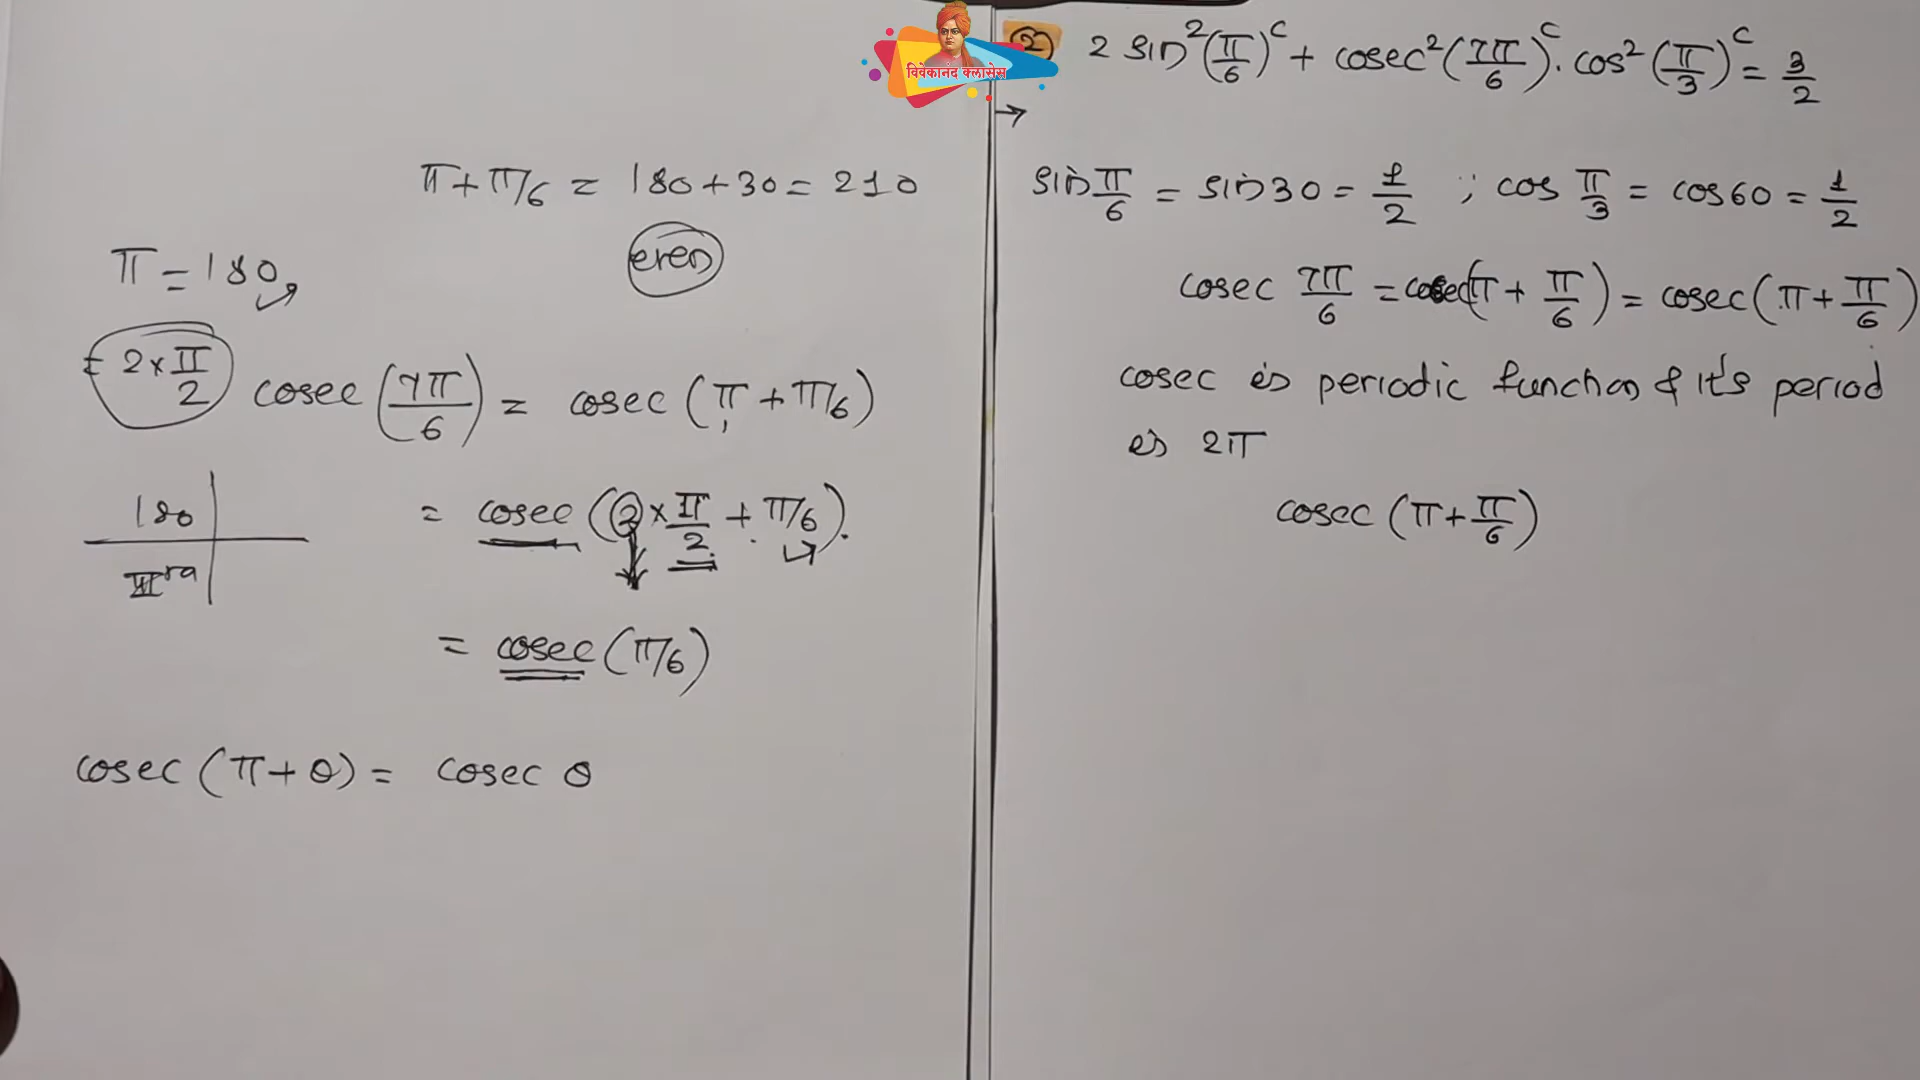 विवेकानंद क्लासेस
π + π/6 = 180 + 30 = 210
even
π = 180
= 2 × π/2
cosec (7π/6) = cosec (π + π/6)
180
IIIrd
= cosec (2 × π/2 + π/6).
= cosec (π/6)
cosec (π + θ) = cosec θ
② 2 sin² (π/6)ᶜ + cosec² (7π/6)ᶜ . cos² (π/3)ᶜ = 3/2
→
sin π/6 = sin 30 = 1/2 ; cos π/3 = cos 60 = 1/2
cosec 7π/6 = cosec (π + π/6) = cosec (π + π/6)
cosec is periodic function & it's period
is 2π
cosec (π + π/6)